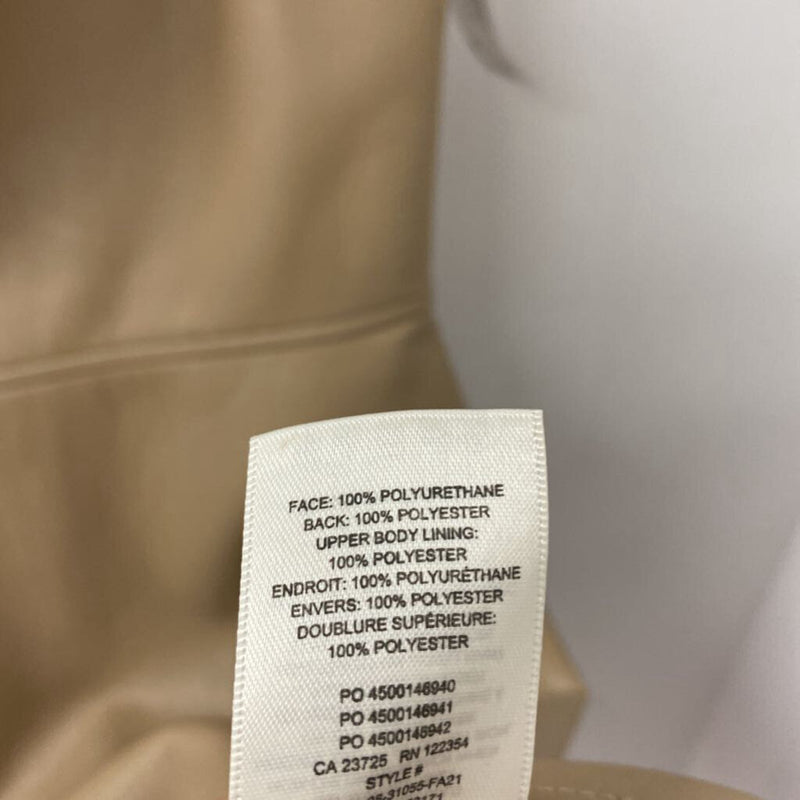 FACE: 100% POLYURETHANE
BACK: 100% POLYESTER
UPPER BODY LINING:
100% POLYESTER
ENDROIT: 100% POLYURÉTHANE
ENVERS: 100% POLYESTER
DOUBLURE SUPÉRIEURE:
100% POLYESTER
PO 4500146940
PO 4500146941
PO 4500146942
CA 23725 RN 122354
STYLE #